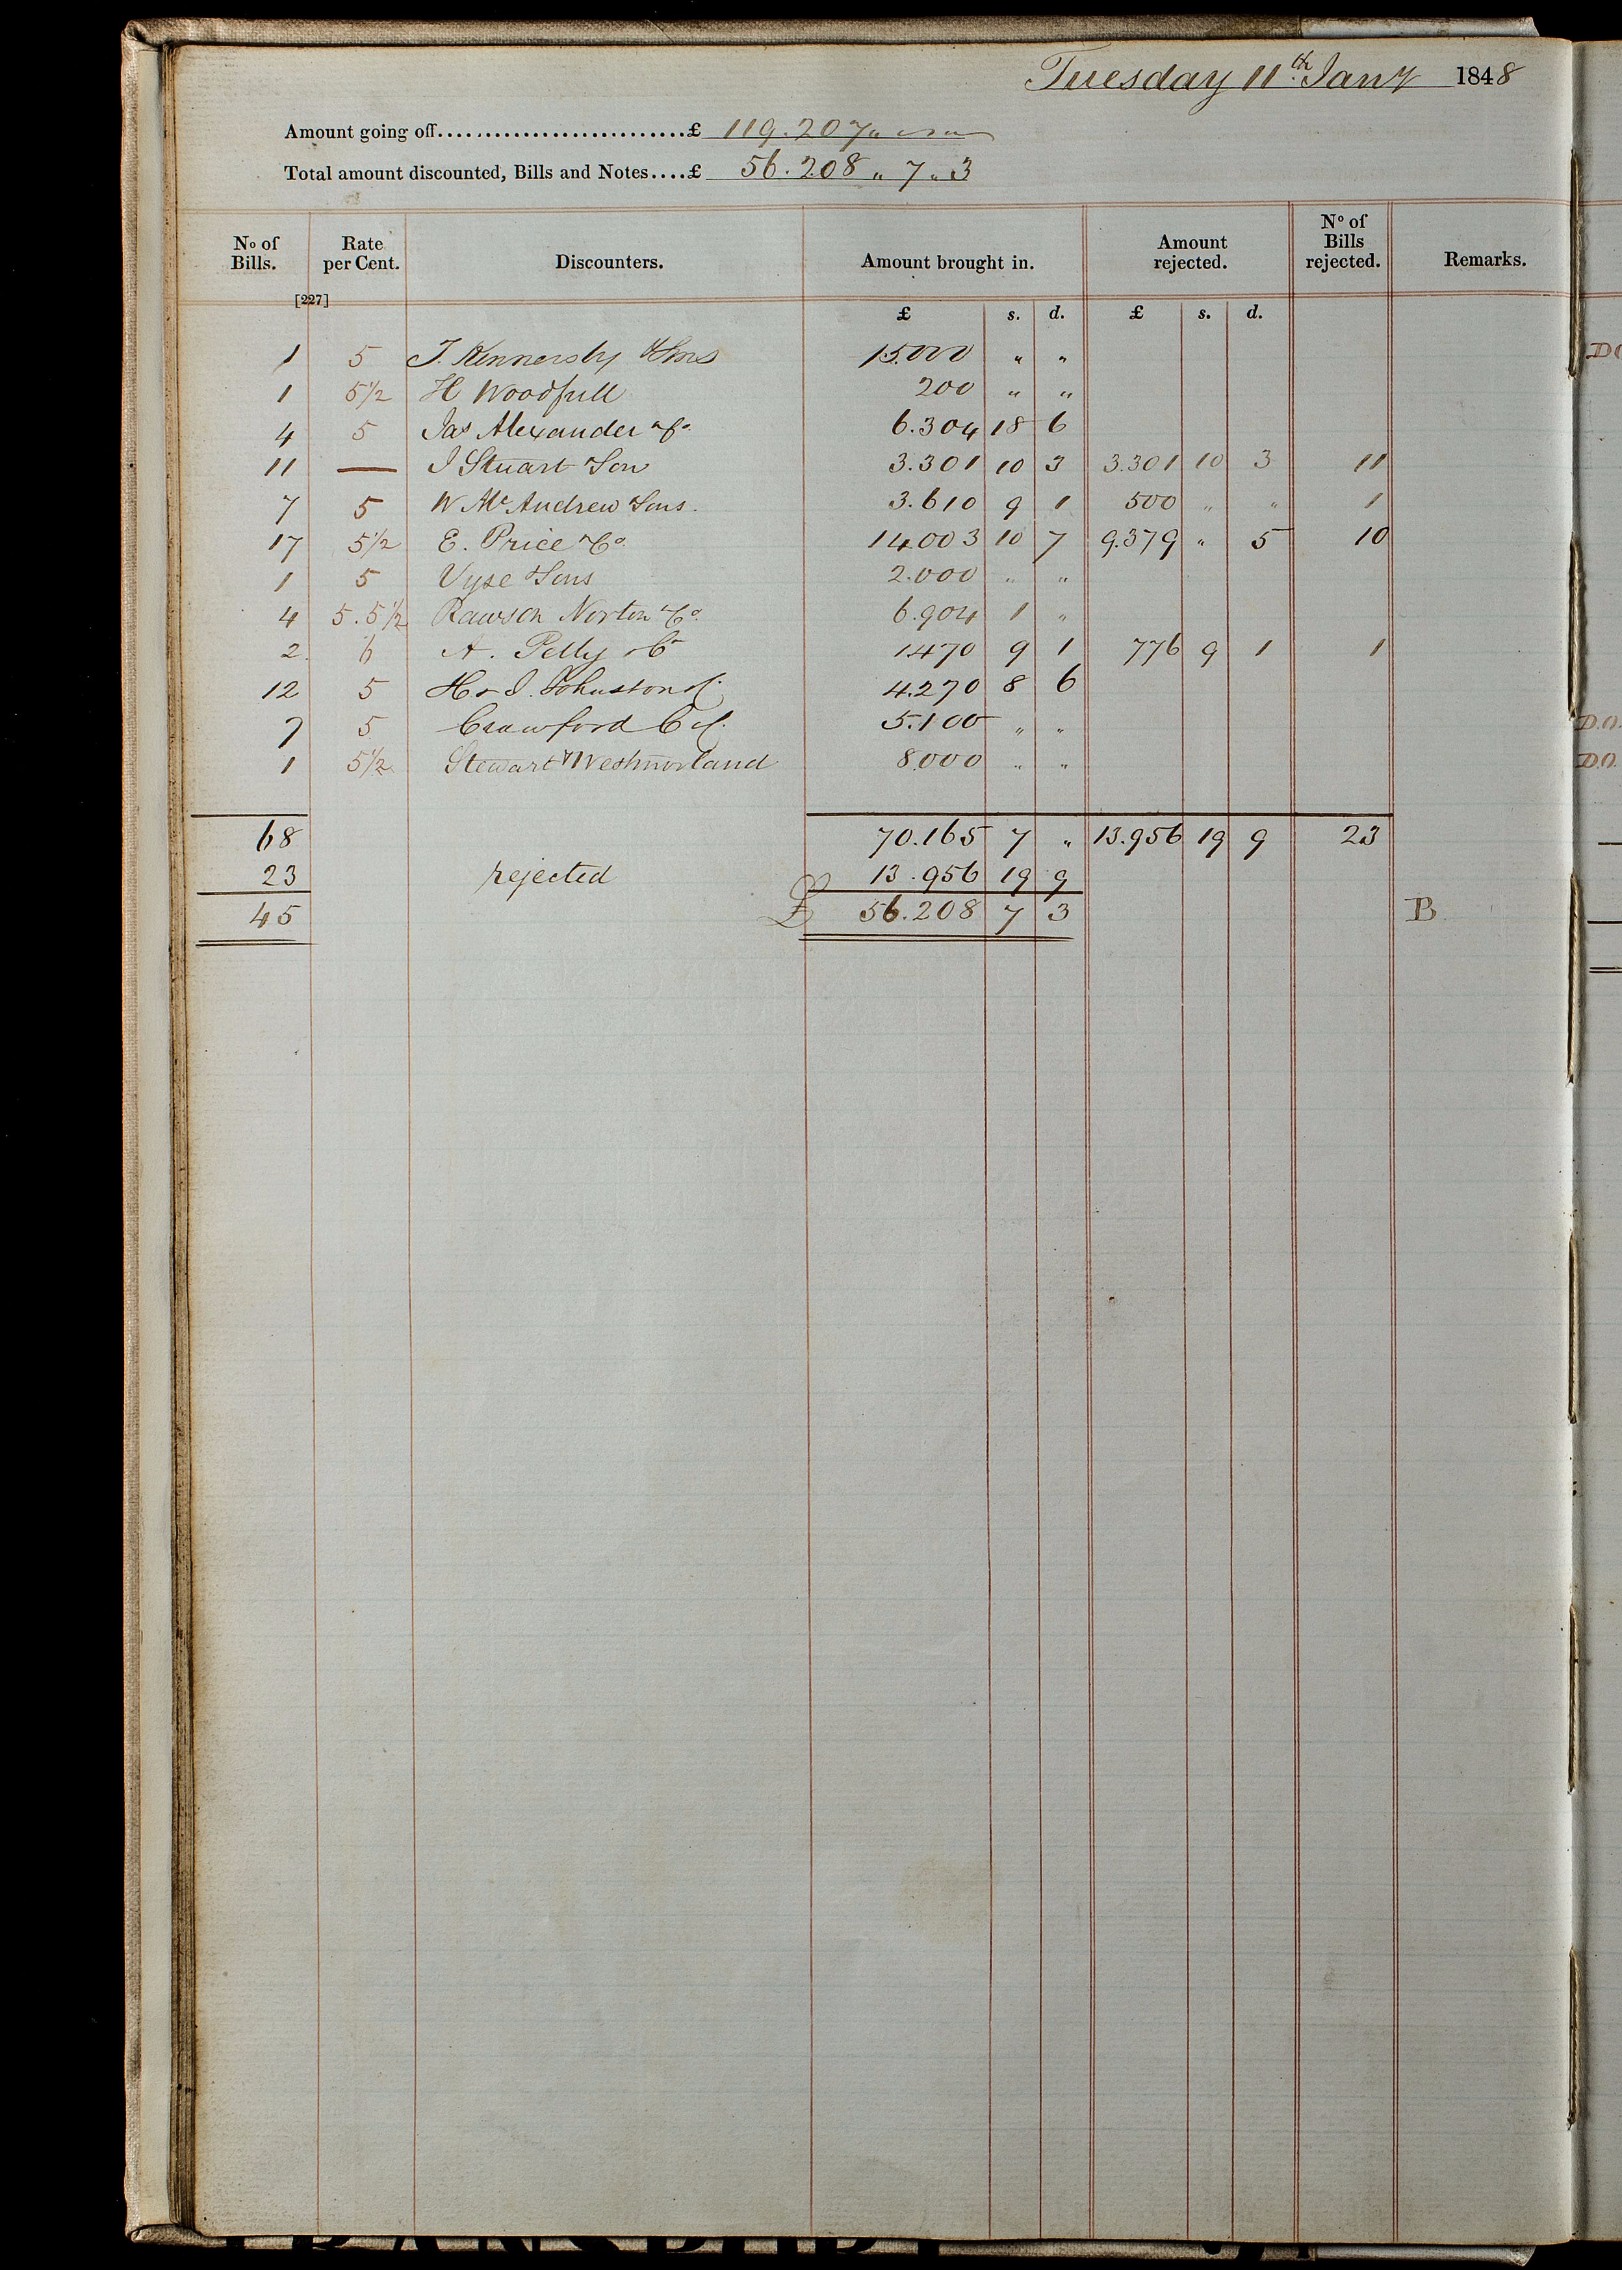 Tuesday 11th Jany 1848
Amount going off..........................£ 119.207 " — " —
Total amount discounted, Bills and Notes....£ 56.208 " 7 " 3
No of Bills. Rate per Cent. Discounters. Amount brought in. Amount rejected. No of Bills rejected. Remarks.
[227]
£ s. d. £ s. d.
1 5 T. Kinnersly & Sons 15.000 " "
1 5½ H Woodfull 200 " "
4 5 Jas Alexander & Co. 6.304 18 6
11 — J Stuart & Son 3.301 10 3 3.301 10 3 11
7 5 W Mc Andrew & Sons. 3.610 9 1 500 " " 1
17 5½ E. Price & Co. 14.003 10 7 9.379 " 5 10
1 5 Vyse & Sons 2.000 " "
4 5.5½ Rawson Norton & Co. 6.904 1 "
2 6 A. Pelly & Co 1.470 9 1 776 9 1 1
12 5 H & J. Johnston & Co. 4.270 8 6
7 5 Crawford C & Co. 5.100 " "
1 5½ Stewart & Westmorland 8.000 " "
68 70.165 7 " 13.956 19 9 23
23 rejected 13.956 19 9
45 £ 56.208 7 3 B
D.O.
D.O.